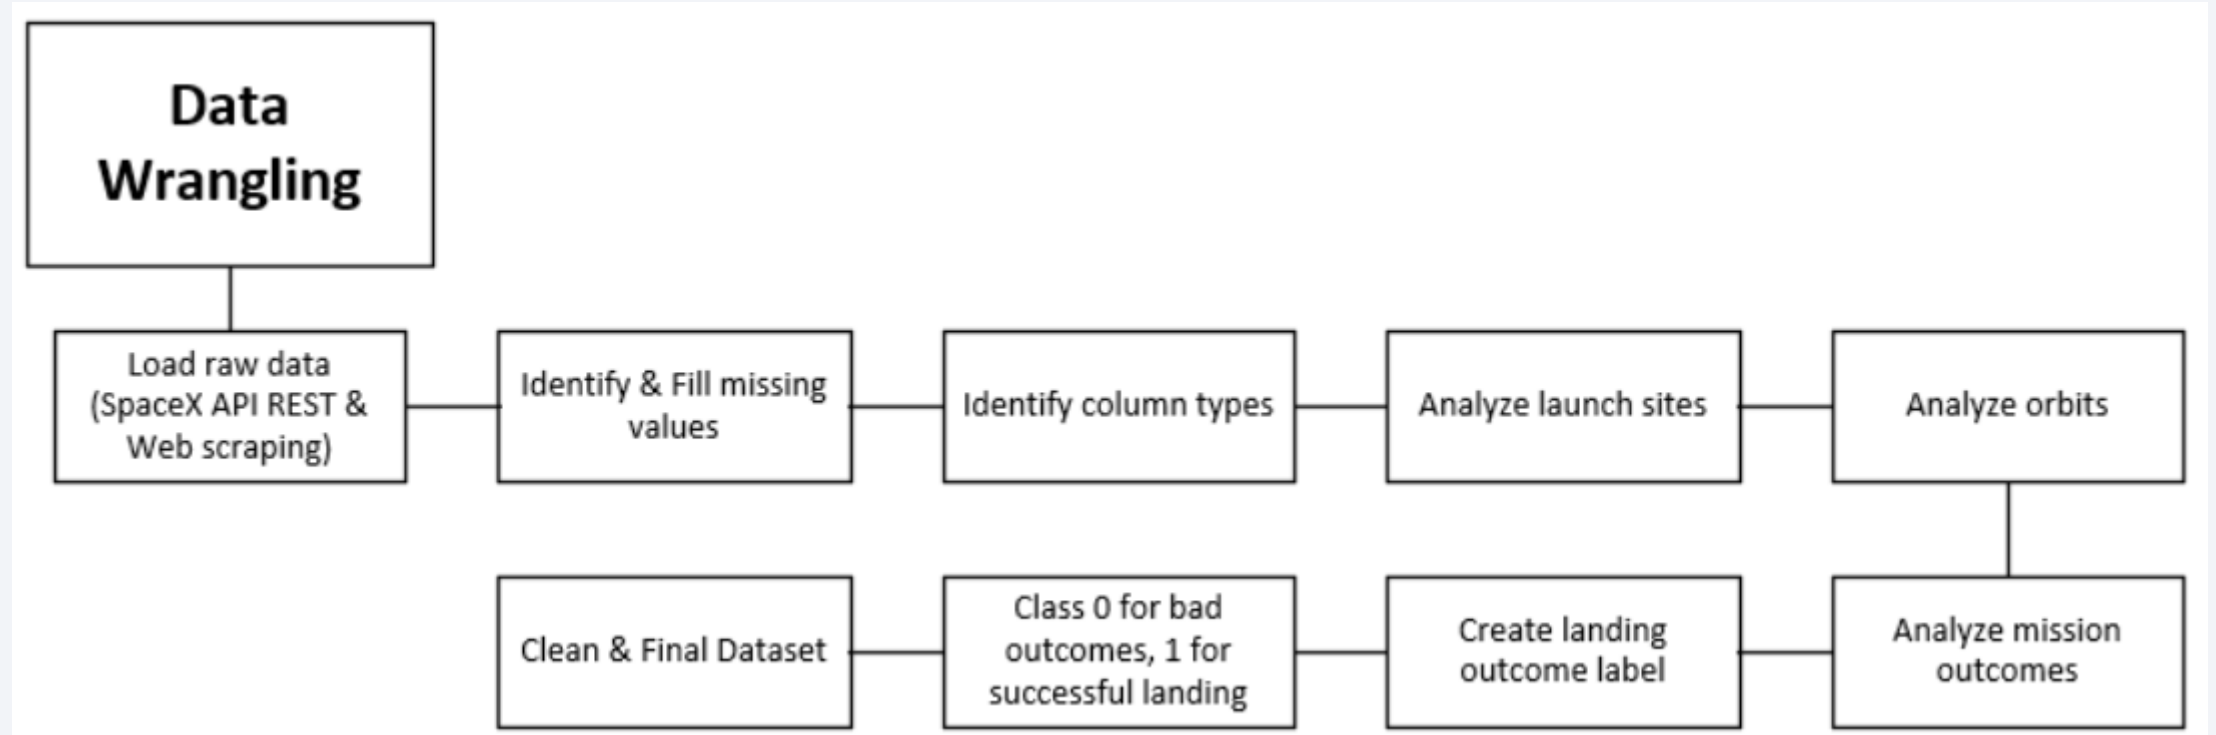 Data
Wrangling
Load raw data
(SpaceX API REST &
Web scraping)
Identify & Fill missing
values
Identify column types
Analyze launch sites
Analyze orbits
Analyze mission
outcomes
Create landing
outcome label
Class 0 for bad
outcomes, 1 for
successful landing
Clean & Final Dataset